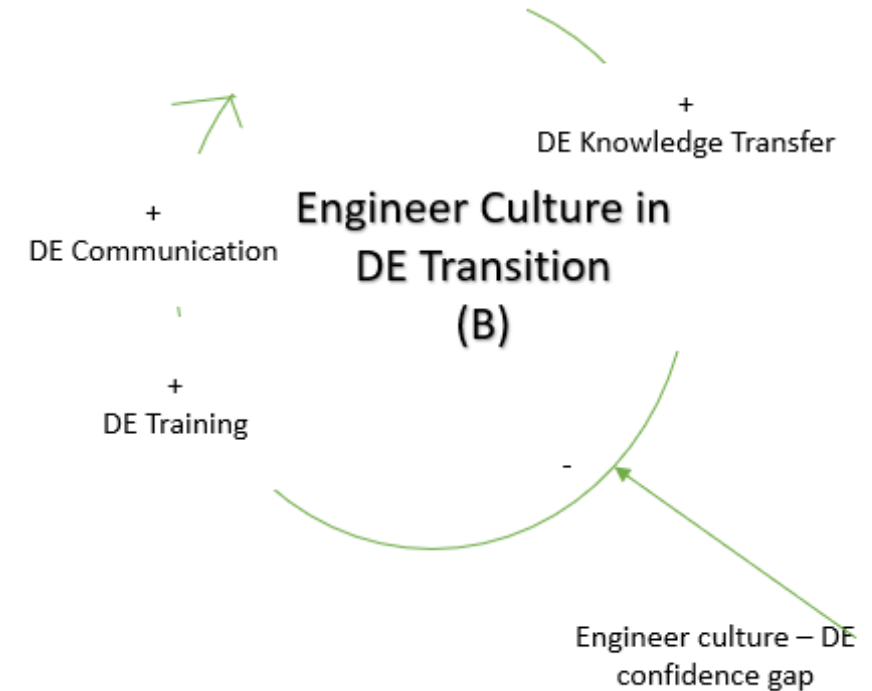 +
DE Knowledge Transfer
Engineer Culture in
DE Transition
(B)
+
DE Communication
+
DE Training
-
Engineer culture – DE
confidence gap